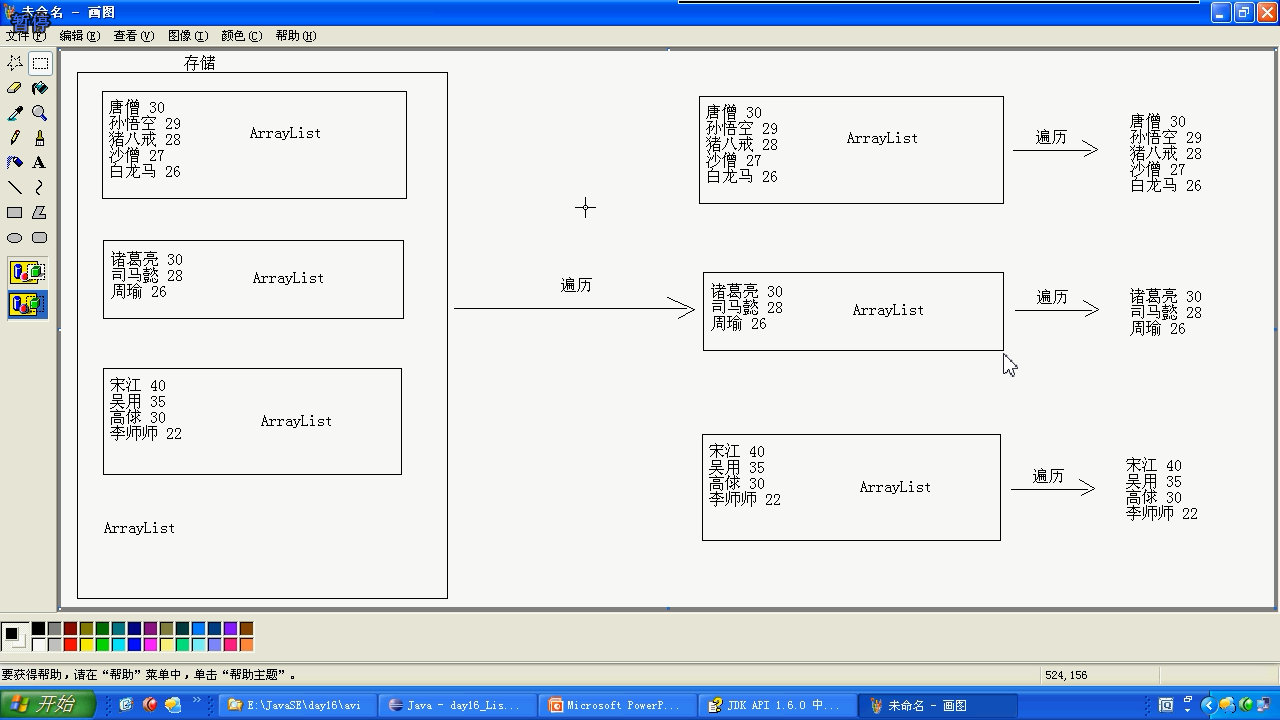 未命名 - 画图
暂停
文件(F) 编辑(E) 查看(V) 图像(I) 颜色(C) 帮助(H)
存储
唐僧 30
孙悟空 29
猪八戒 28
沙僧 27
白龙马 26
ArrayList
诸葛亮 30
司马懿 28
周瑜 26
ArrayList
宋江 40
吴用 35
高俅 30
李师师 22
ArrayList
ArrayList
遍历
唐僧 30
孙悟空 29
猪八戒 28
沙僧 27
白龙马 26
ArrayList
遍历
唐僧 30
孙悟空 29
猪八戒 28
沙僧 27
白龙马 26
诸葛亮 30
司马懿 28
周瑜 26
ArrayList
遍历
诸葛亮 30
司马懿 28
周瑜 26
宋江 40
吴用 35
高俅 30
李师师 22
ArrayList
遍历
宋江 40
吴用 35
高俅 30
李师师 22
要获得帮助，请在“帮助”菜单中，单击“帮助主题”。
524,156
开始
E:\JavaSE\day16\avi
Java - day16_Lis...
Microsoft PowerP...
JDK API 1.6.0 中...
未命名 - 画图